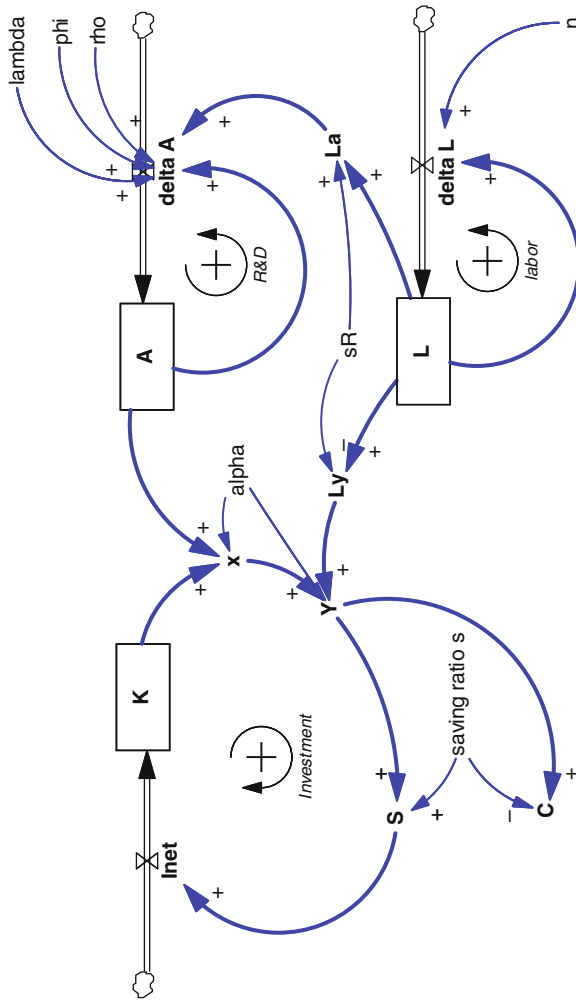 lambda
phi
rho
+
+
+
+
delta A
+
+
A
+
R&D
La
+
+
sR
L
+
labor
delta L
+
+
n
Ly
–
+
alpha
x
+
+
+
+
+
Y
K
+
Investment
Inet
+
S
+
+
saving ratio s
–
C
+